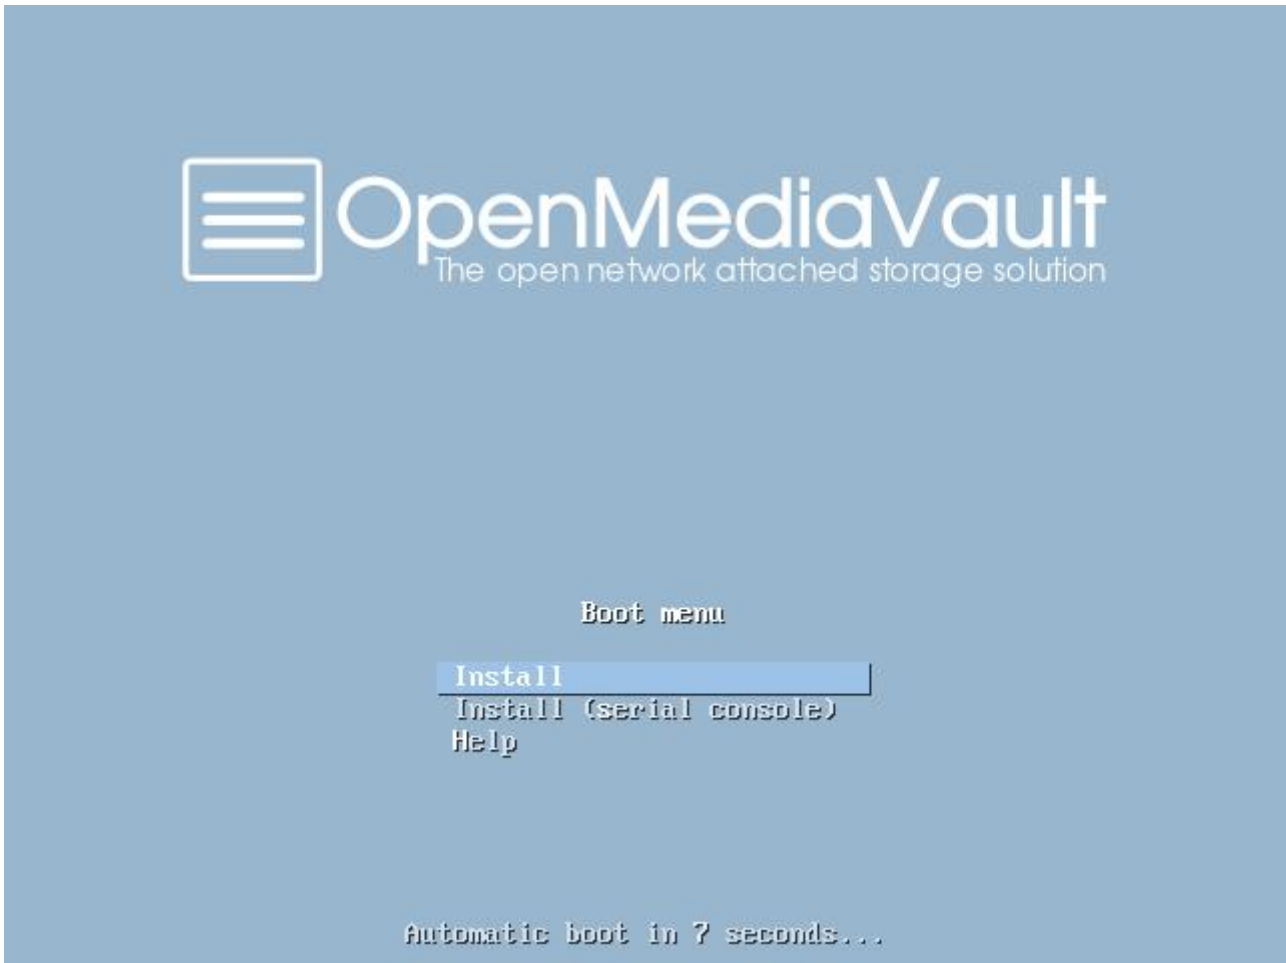 OpenMediaVault
The open network attached storage solution
Boot menu
Install
Install (serial console)
Help
Automatic boot in 7 seconds...